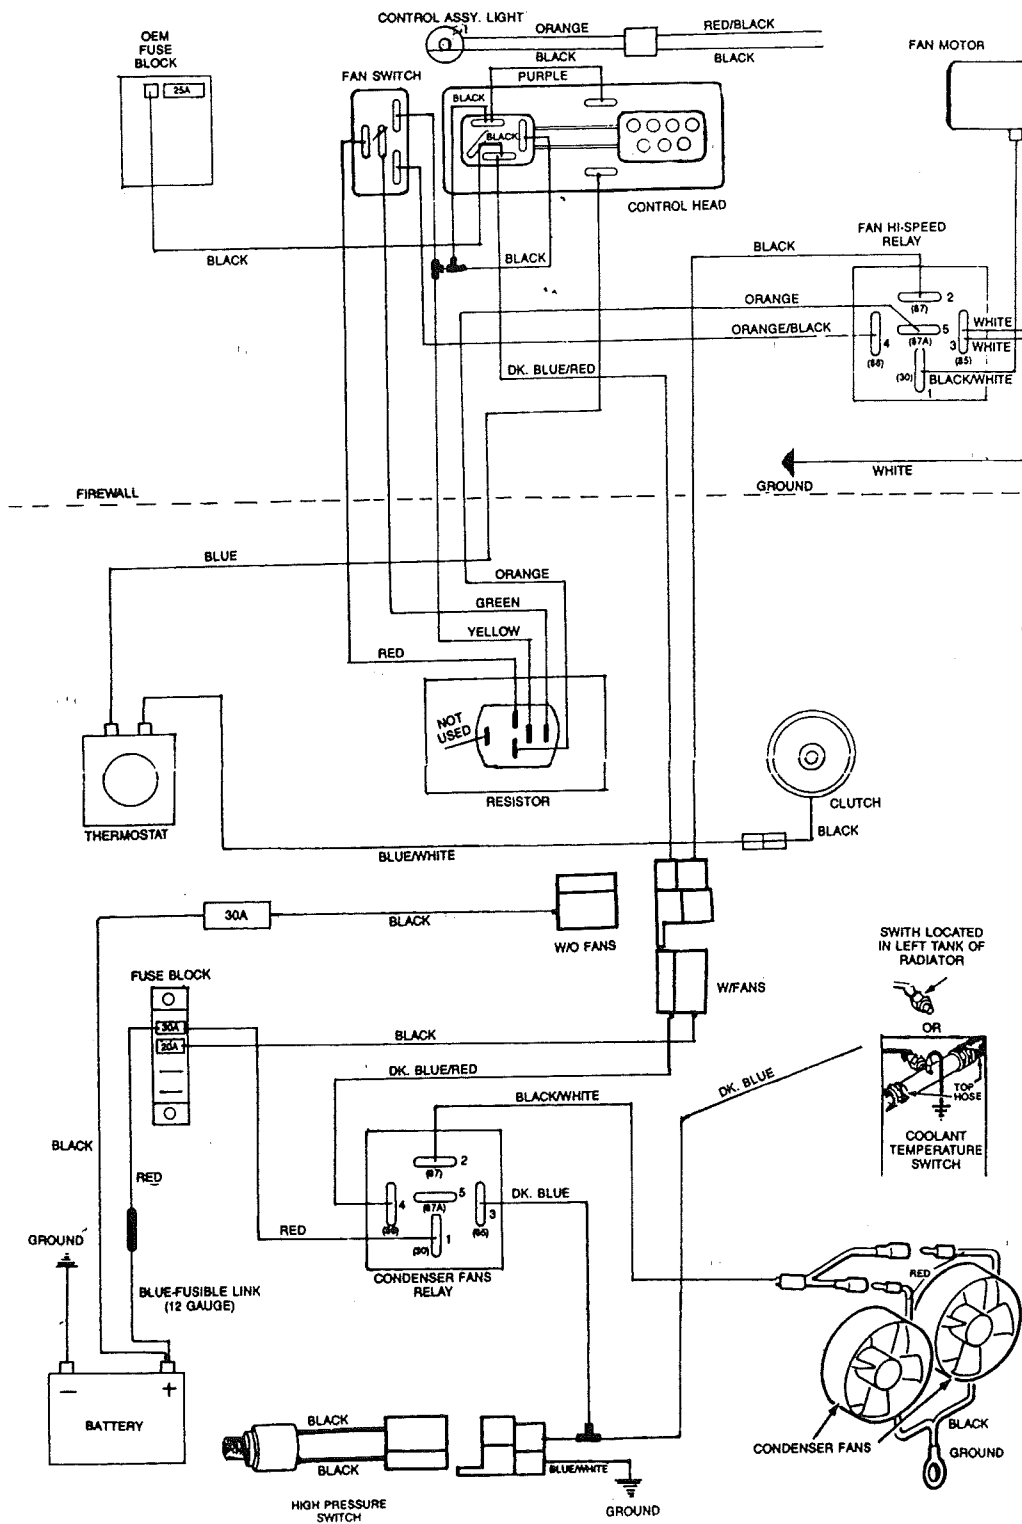 CONTROL ASSY. LIGHT
ORANGE
RED/BLACK
BLACK
BLACK
OEM
FUSE
BLOCK
25A
FAN SWITCH
PURPLE
BLACK
BLACK
FAN MOTOR
CONTROL HEAD
BLACK
BLACK
FAN HI-SPEED
RELAY
BLACK
ORANGE
ORANGE/BLACK
2
(87)
5
(87A)
4
(86)
3
(85)
(30)
1
WHITE
WHITE
BLACK/WHITE
DK. BLUE/RED
WHITE
GROUND
FIREWALL
BLUE
ORANGE
GREEN
YELLOW
RED
NOT
USED
RESISTOR
THERMOSTAT
CLUTCH
BLACK
BLUE/WHITE
30A
BLACK
W/O FANS
W/FANS
SWITH LOCATED
IN LEFT TANK OF
RADIATOR
OR
TOP
HOSE
COOLANT
TEMPERATURE
SWITCH
FUSE BLOCK
30A
20A
BLACK
DK. BLUE/RED
BLACK/WHITE
DK. BLUE
BLACK
RED
2
(87)
5
(87A)
4
(86)
3
(85)
1
(30)
DK. BLUE
RED
CONDENSER FANS
RELAY
GROUND
BLUE-FUSIBLE LINK
(12 GAUGE)
RED
BATTERY
BLACK
BLACK
HIGH PRESSURE
SWITCH
BLUE/WHITE
GROUND
CONDENSER FANS
BLACK
GROUND